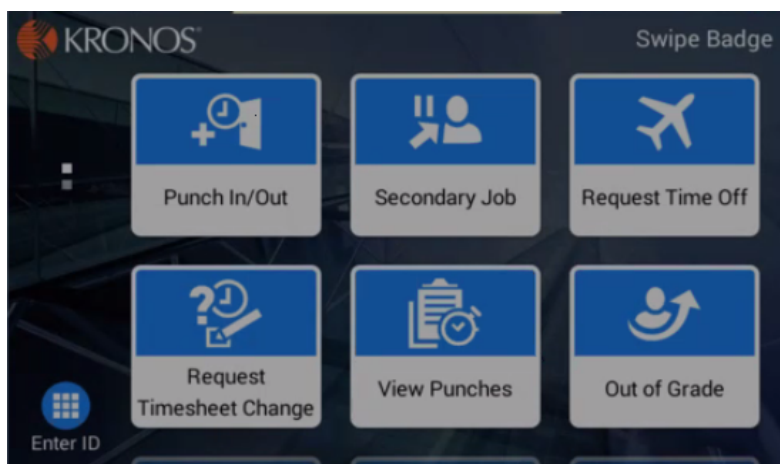 KRONOS
Swipe Badge
Punch In/Out
Secondary Job
Request Time Off
Request
Timesheet Change
View Punches
Out of Grade
Enter ID